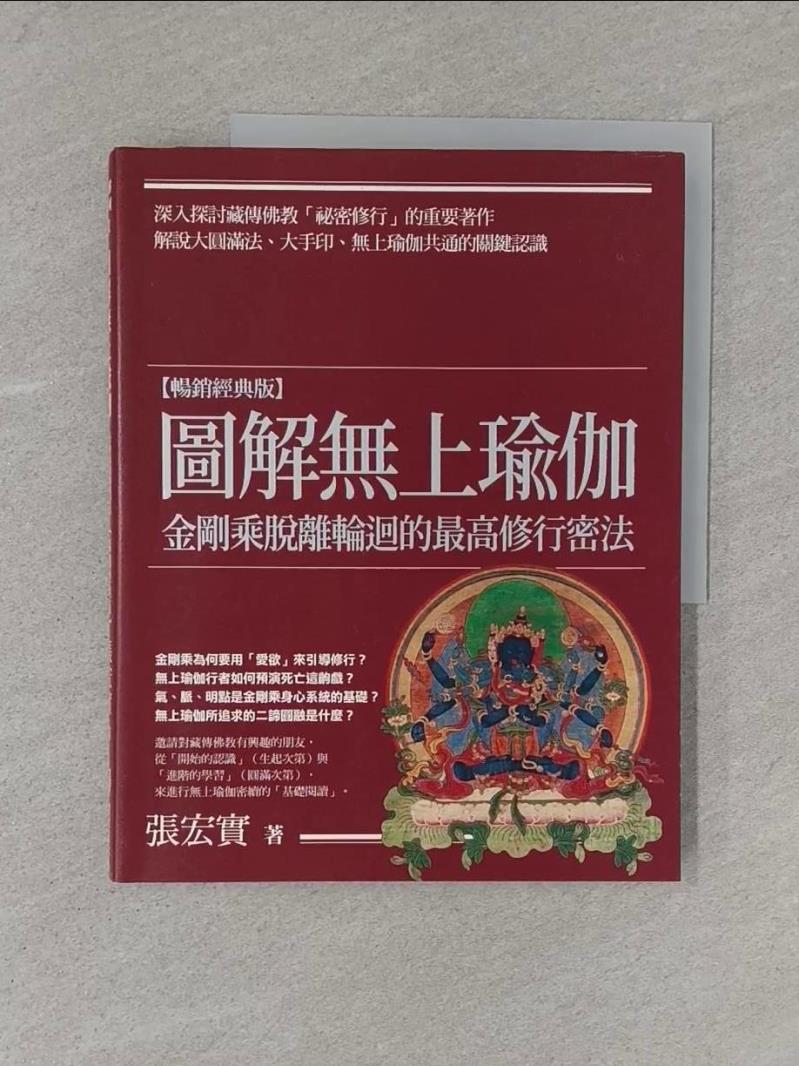 深入探討藏傳佛教「祕密修行」的重要著作
解說大圓滿法、大手印、無上瑜伽共通的關鍵認識
【暢銷經典版】
圖解無上瑜伽
金剛乘脫離輪迴的最高修行密法
金剛乘為何要用「愛欲」來引導修行？
無上瑜伽行者如何預演死亡這齣戲？
氣、脈、明點是金剛乘身心系統的基礎？
無上瑜伽所追求的二諦圓融是什麼？
邀請對藏傳佛教有興趣的朋友，
從「開始的認識」（生起次第）與
「進階的學習」（圓滿次第），
來進行無上瑜伽密續的「基礎閱讀」。
張宏實 著